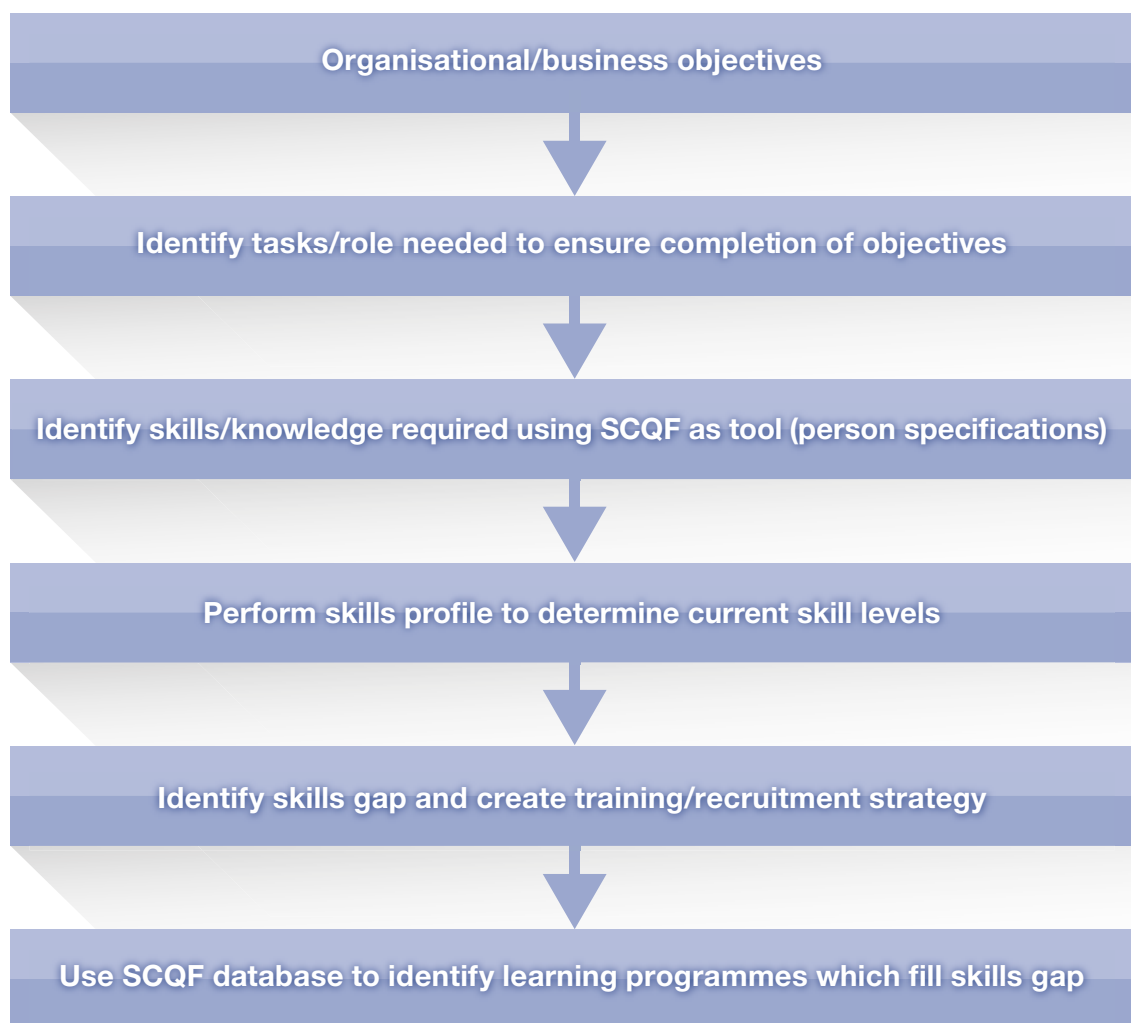 Organisational/business objectives
Identify tasks/role needed to ensure completion of objectives
Identify skills/knowledge required using SCQF as tool (person specifications)
Perform skills profile to determine current skill levels
Identify skills gap and create training/recruitment strategy
Use SCQF database to identify learning programmes which fill skills gap